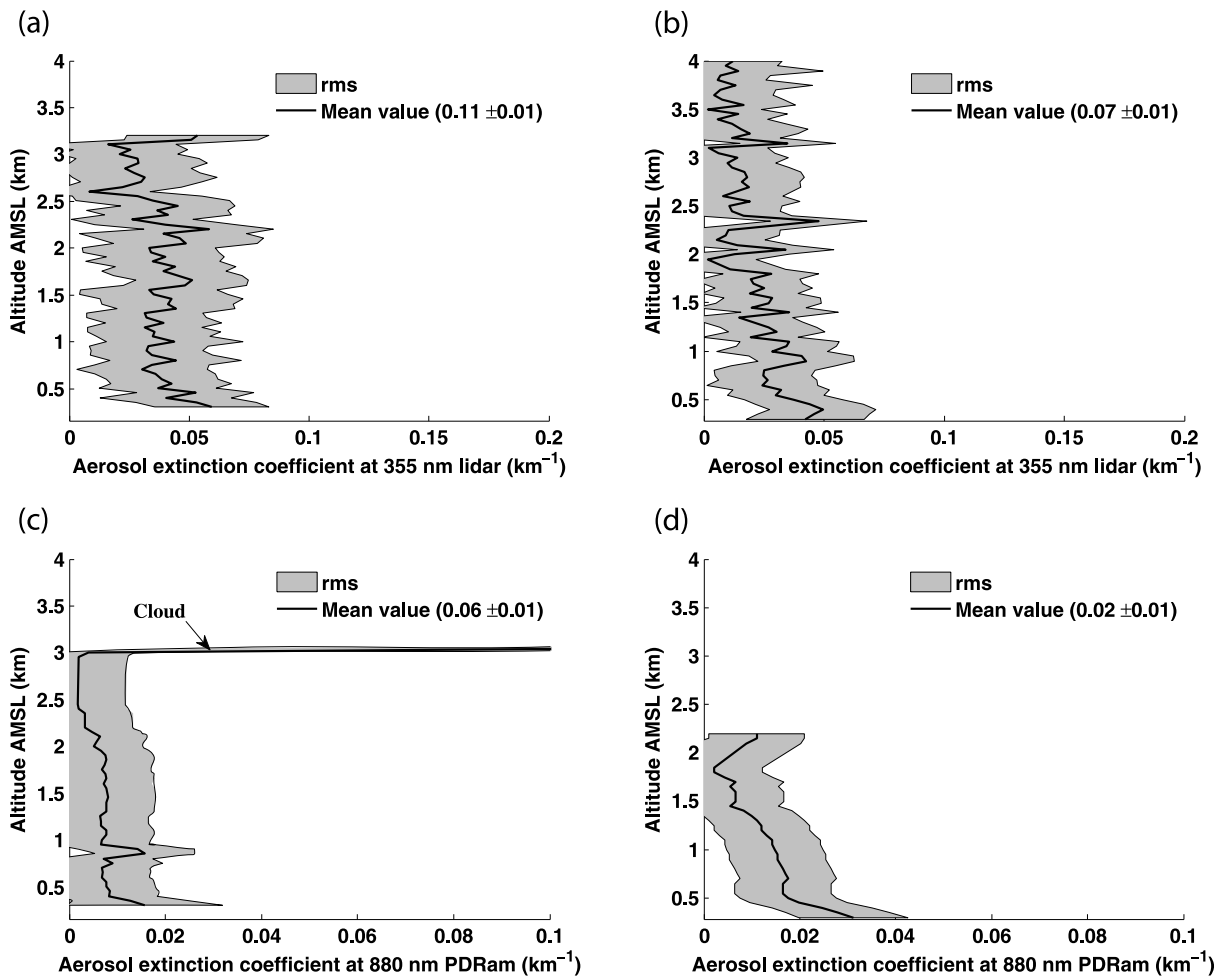 (a)
4
3.5
3
2.5
2
1.5
1
0.5
Altitude AMSL (km)
rms
Mean value (0.11 ±0.01)
0 0.05 0.1 0.15 0.2
Aerosol extinction coefficient at 355 nm lidar (km⁻¹)
(b)
4
3.5
3
2.5
2
1.5
1
0.5
Altitude AMSL (km)
rms
Mean value (0.07 ±0.01)
0 0.05 0.1 0.15 0.2
Aerosol extinction coefficient at 355 nm lidar (km⁻¹)
(c)
4
3.5
3
2.5
2
1.5
1
0.5
Altitude AMSL (km)
rms
Mean value (0.06 ±0.01)
Cloud
0 0.02 0.04 0.06 0.08 0.1
Aerosol extinction coefficient at 880 nm PDRam (km⁻¹)
(d)
4
3.5
3
2.5
2
1.5
1
0.5
Altitude AMSL (km)
rms
Mean value (0.02 ±0.01)
0 0.02 0.04 0.06 0.08 0.1
Aerosol extinction coefficient at 880 nm PDRam (km⁻¹)